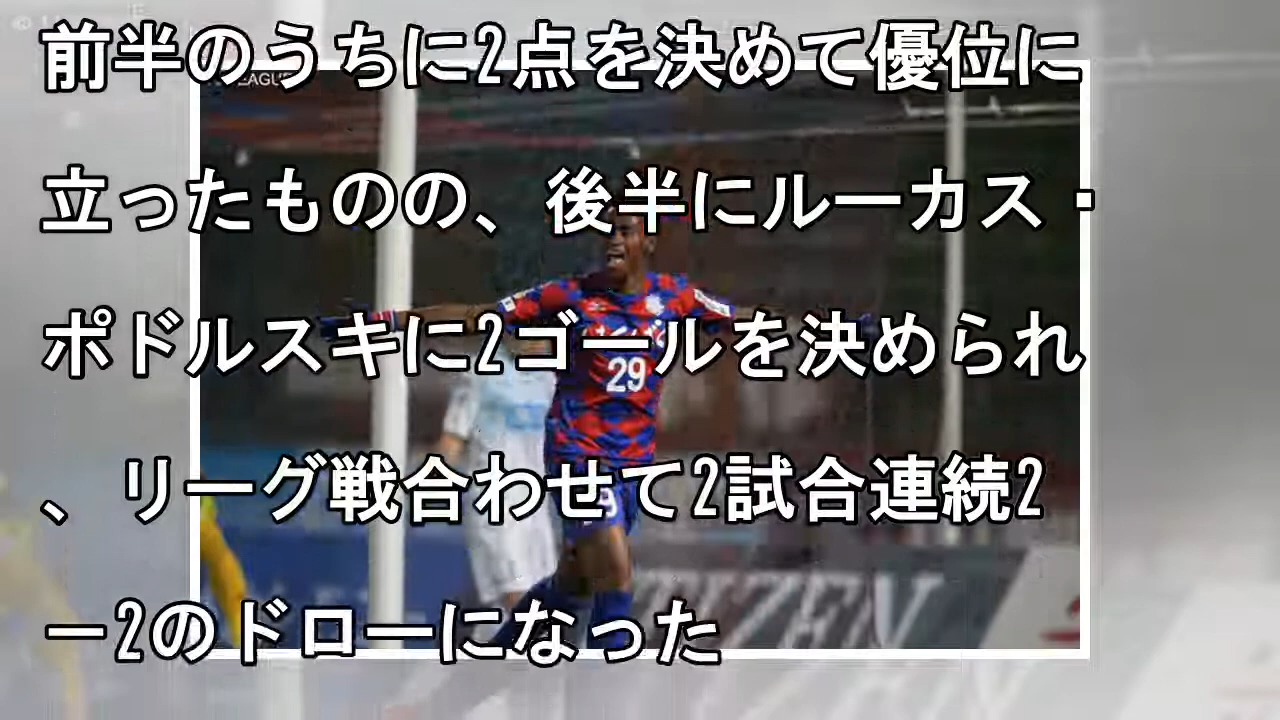 前半のうちに2点を決めて優位に
立ったものの、後半にルーカス・
ポドルスキに2ゴールを決められ
、リーグ戦合わせて2試合連続2
－2のドローになった
29